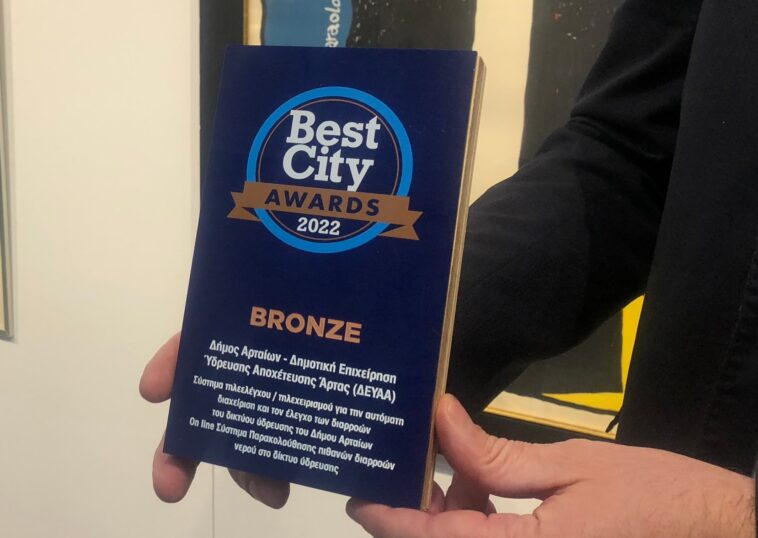 Best
City
AWARDS
2022
BRONZE
Δήμος Αρταίων - Δημοτική Επιχείρηση
Ύδρευσης Αποχέτευσης Άρτας (ΔΕΥΑΑ)
Σύστημα τηλεελέγχου / τηλεχειρισμού για την αυτόματη
διαχείριση και τον έλεγχο των διαρροών
του δικτύου ύδρευσης του Δήμου Αρταίων
On line Σύστημα Παρακολούθησης πιθανών διαρροών
νερού στο δίκτυο ύδρευσης